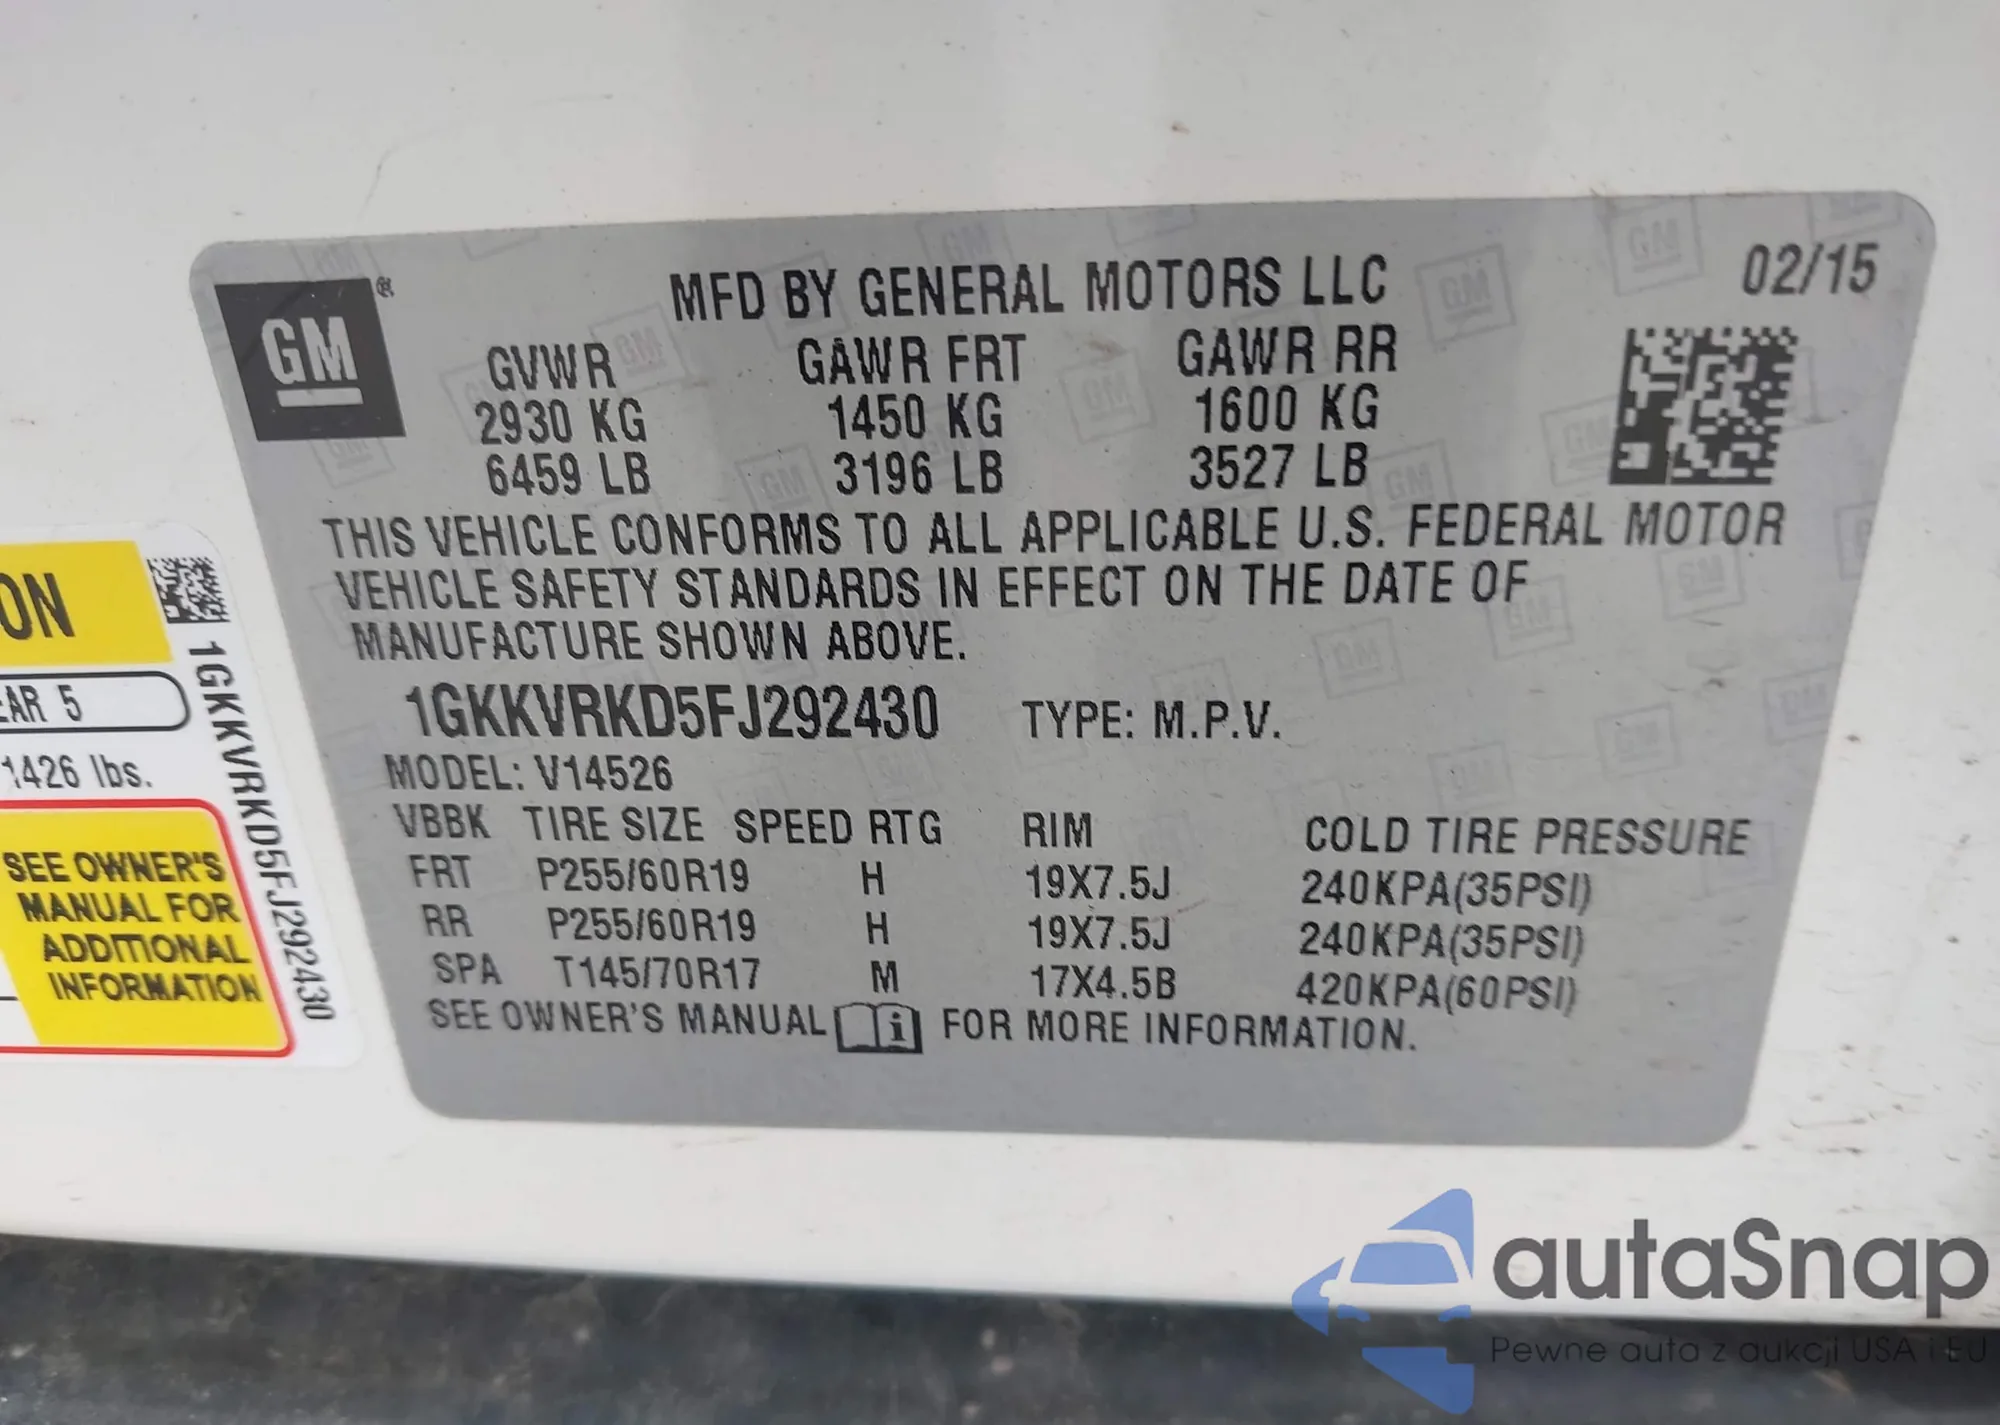 GM®
MFD BY GENERAL MOTORS LLC
02/15
GVWR GAWR FRT GAWR RR
2930 KG 1450 KG 1600 KG
6459 LB 3196 LB 3527 LB
THIS VEHICLE CONFORMS TO ALL APPLICABLE U.S. FEDERAL MOTOR
VEHICLE SAFETY STANDARDS IN EFFECT ON THE DATE OF
MANUFACTURE SHOWN ABOVE.
1GKKVRKD5FJ292430 TYPE: M.P.V.
MODEL: V14526
VBBK TIRE SIZE SPEED RTG RIM COLD TIRE PRESSURE
FRT P255/60R19 H 19X7.5J 240KPA(35PSI)
RR P255/60R19 H 19X7.5J 240KPA(35PSI)
SPA T145/70R17 M 17X4.5B 420KPA(60PSI)
SEE OWNER'S MANUAL i FOR MORE INFORMATION.
ON
EAR 5
1426 lbs.
SEE OWNER'S
MANUAL FOR
ADDITIONAL
INFORMATION
1GKKVRKD5FJ292430
autaSnap
Pewne auta z aukcji USA i EU